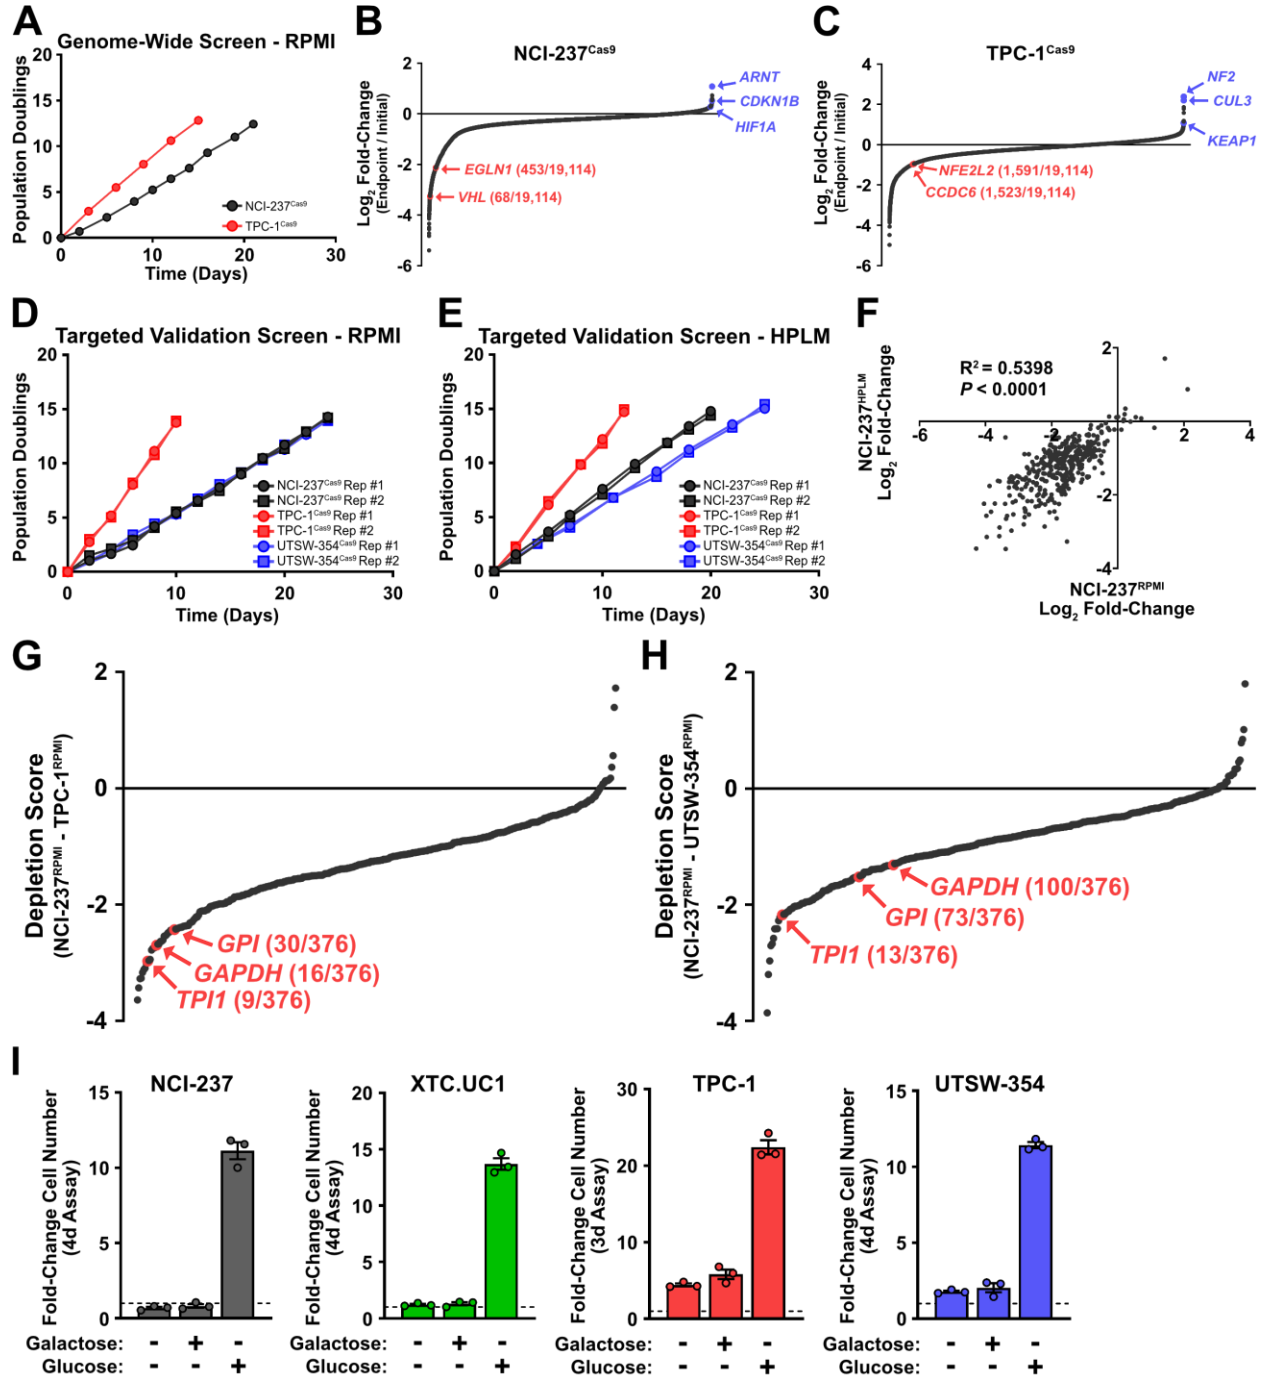 A
Genome-Wide Screen - RPMI
Population Doublings
20
15
10
5
0
0
10
20
30
Time (Days)
NCI-237Cas9
TPC-1Cas9
B
NCI-237Cas9
Log2 Fold-Change
(Endpoint / Initial)
2
0
-2
-4
-6
ARNT
CDKN1B
HIF1A
EGLN1 (453/19,114)
VHL (68/19,114)
C
TPC-1Cas9
Log2 Fold-Change
(Endpoint / Initial)
4
2
0
-2
-4
-6
NF2
CUL3
KEAP1
NFE2L2 (1,591/19,114)
CCDC6 (1,523/19,114)
D
Targeted Validation Screen - RPMI
Population Doublings
20
15
10
5
0
0
10
20
30
Time (Days)
NCI-237Cas9 Rep #1
NCI-237Cas9 Rep #2
TPC-1Cas9 Rep #1
TPC-1Cas9 Rep #2
UTSW-354Cas9 Rep #1
UTSW-354Cas9 Rep #2
E
Targeted Validation Screen - HPLM
Population Doublings
20
15
10
5
0
0
10
20
30
Time (Days)
NCI-237Cas9 Rep #1
NCI-237Cas9 Rep #2
TPC-1Cas9 Rep #1
TPC-1Cas9 Rep #2
UTSW-354Cas9 Rep #1
UTSW-354Cas9 Rep #2
F
NCI-237HPLM
Log2 Fold-Change
R2 = 0.5398
P < 0.0001
2
-2
-4
-6
-4
-2
2
4
NCI-237RPMI
Log2 Fold-Change
G
Depletion Score
(NCI-237RPMI - TPC-1RPMI)
2
0
-2
-4
GPI (30/376)
GAPDH (16/376)
TPI1 (9/376)
H
Depletion Score
(NCI-237RPMI - UTSW-354RPMI)
2
0
-2
-4
GAPDH (100/376)
GPI (73/376)
TPI1 (13/376)
I
NCI-237
Fold-Change Cell Number
(4d Assay)
15
10
5
0
Galactose: - + -
Glucose: - - +
XTC.UC1
Fold-Change Cell Number
(4d Assay)
20
15
10
5
0
Galactose: - + -
Glucose: - - +
TPC-1
Fold-Change Cell Number
(3d Assay)
30
20
10
0
Galactose: - + -
Glucose: - - +
UTSW-354
Fold-Change Cell Number
(4d Assay)
15
10
5
0
Galactose: - + -
Glucose: - - +